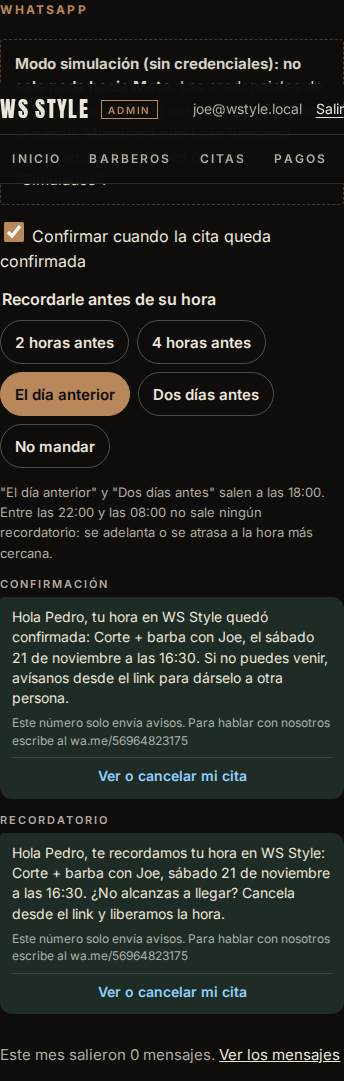 WHATSAPP
Modo simulación (sin credenciales): no
WS STYLE ADMIN joe@wstyle.local Salir
INICIO BARBEROS CITAS PAGOS
Confirmar cuando la cita queda
confirmada
Recordarle antes de su hora
2 horas antes 4 horas antes
El día anterior Dos días antes
No mandar
"El día anterior" y "Dos días antes" salen a las 18:00.
Entre las 22:00 y las 08:00 no sale ningún
recordatorio: se adelanta o se atrasa a la hora más
cercana.
CONFIRMACIÓN
Hola Pedro, tu hora en WS Style quedó
confirmada: Corte + barba con Joe, el sábado
21 de noviembre a las 16:30. Si no puedes venir,
avísanos desde el link para dárselo a otra
persona.
Este número solo envía avisos. Para hablar con nosotros
escribe al wa.me/56964823175
Ver o cancelar mi cita
RECORDATORIO
Hola Pedro, te recordamos tu hora en WS Style:
Corte + barba con Joe, sábado 21 de noviembre
a las 16:30. ¿No alcanzas a llegar? Cancela
desde el link y liberamos la hora.
Este número solo envía avisos. Para hablar con nosotros
escribe al wa.me/56964823175
Ver o cancelar mi cita
Este mes salieron 0 mensajes. Ver los mensajes